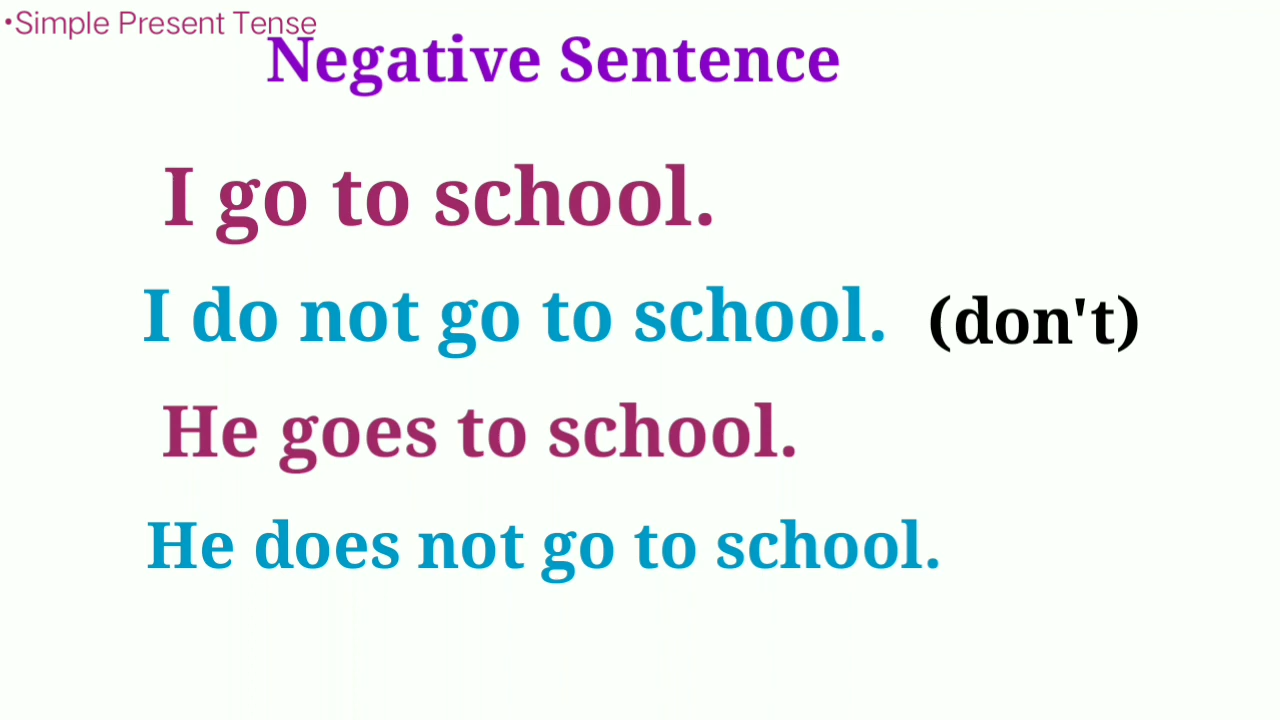 •Simple Present Tense
Negative Sentence
I go to school.
I do not go to school. (don't)
He goes to school.
He does not go to school.